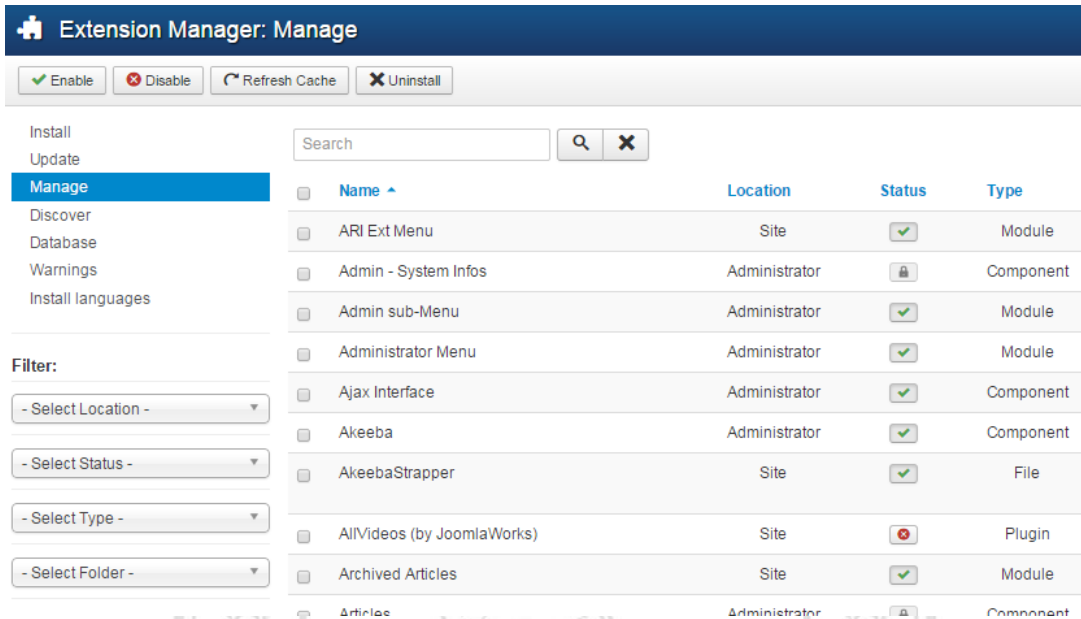 Extension Manager: Manage
Enable Disable Refresh Cache Uninstall
Install
Update
Manage
Discover
Database
Warnings
Install languages
Filter:
- Select Location -
- Select Status -
- Select Type -
- Select Folder -
Search
Name Location Status Type
ARI Ext Menu Site Module
Admin - System Infos Administrator Component
Admin sub-Menu Administrator Module
Administrator Menu Administrator Module
Ajax Interface Administrator Component
Akeeba Administrator Component
AkeebaStrapper Site File
AllVideos (by JoomlaWorks) Site Plugin
Archived Articles Site Module
Articles Administrator Component